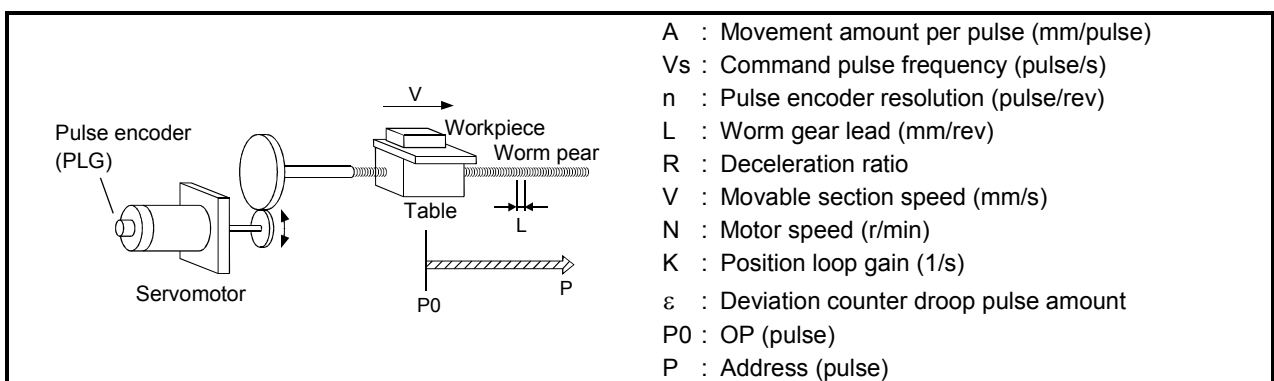 Pulse encoder
(PLG)
Servomotor
V
Workpiece
Worm pear
Table
L
P0
P
A : Movement amount per pulse (mm/pulse)
Vs : Command pulse frequency (pulse/s)
n : Pulse encoder resolution (pulse/rev)
L : Worm gear lead (mm/rev)
R : Deceleration ratio
V : Movable section speed (mm/s)
N : Motor speed (r/min)
K : Position loop gain (1/s)
ε : Deviation counter droop pulse amount
P0 : OP (pulse)
P : Address (pulse)